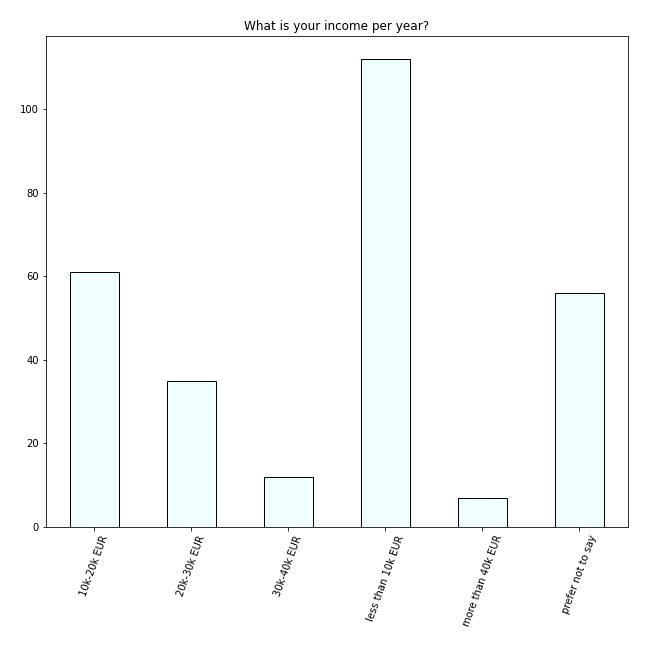 What is your income per year?
100
80
60
40
20
0
10k-20k EUR
20k-30k EUR
30k-40k EUR
less than 10k EUR
more than 40k EUR
prefer not to say